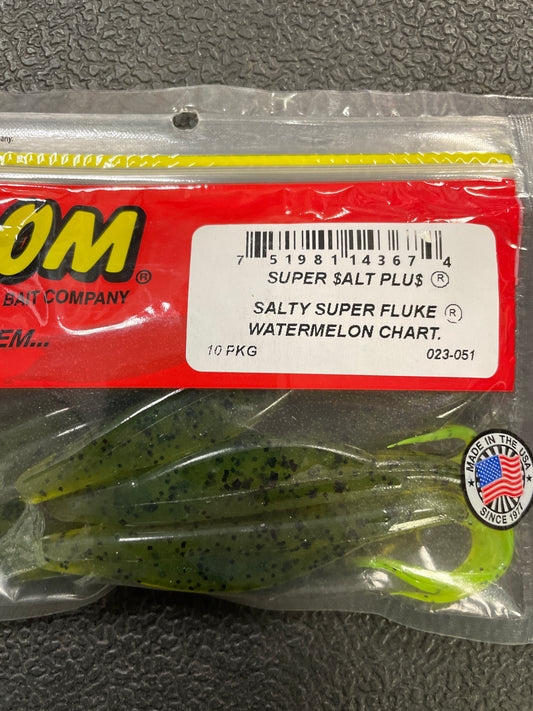 pany:
OM®
BAIT COMPANY
EM...
7 51981 14367 4
SUPER $ALT PLU$ ®
SALTY SUPER FLUKE ®
WATERMELON CHART.
10 PKG 023-051
MADE IN THE USA
SINCE 1977